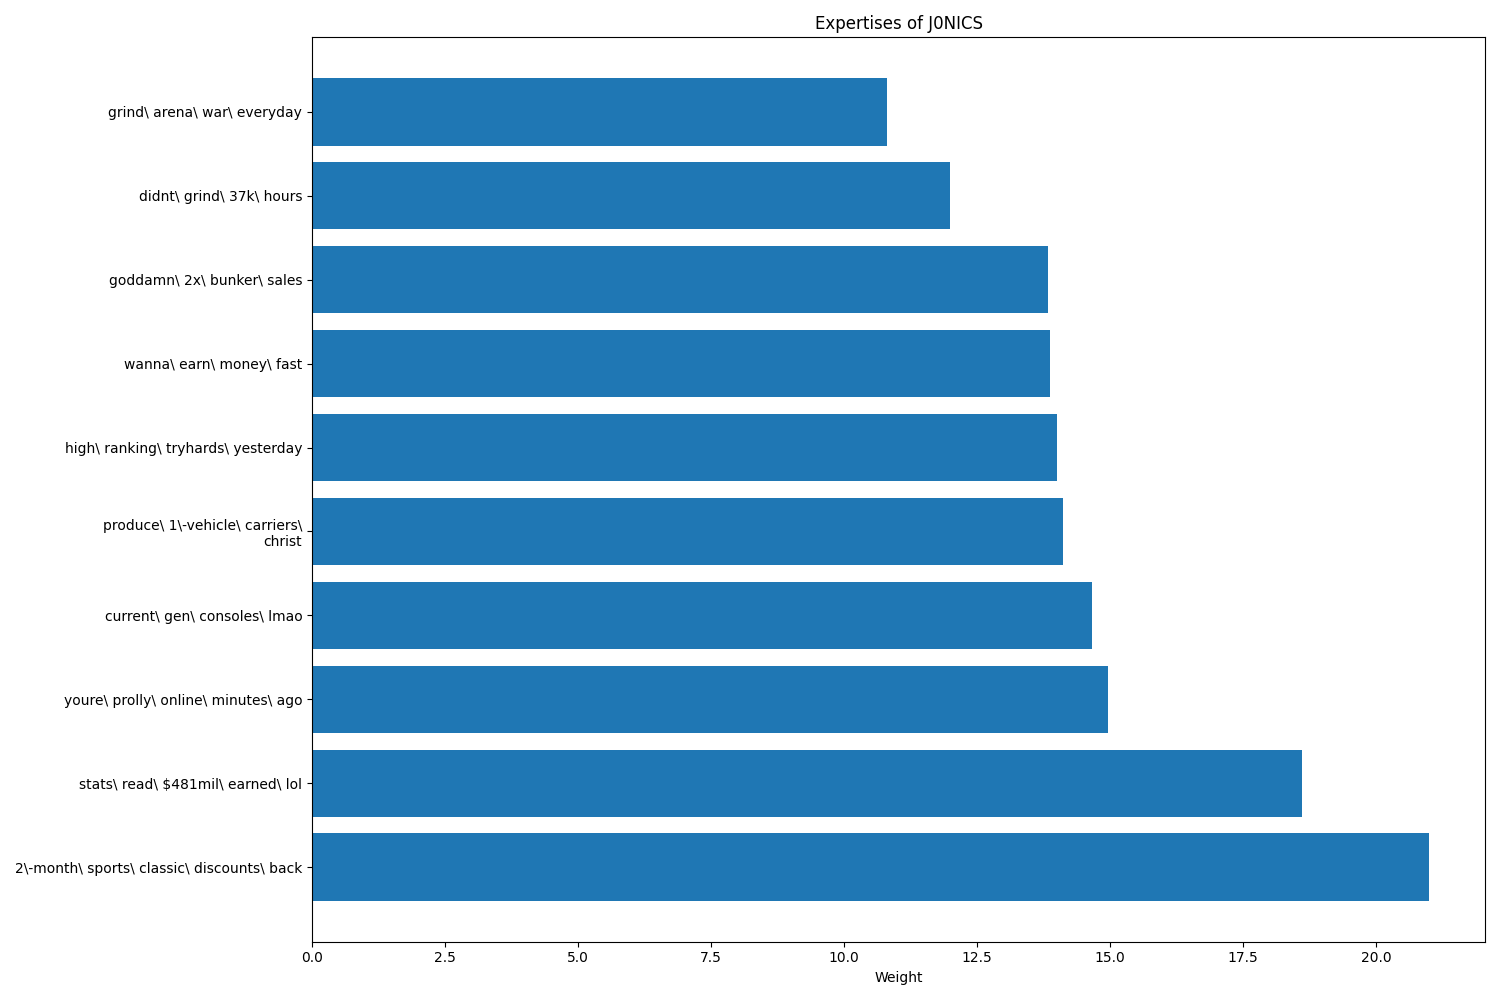 Expertises of J0NICS
grind\ arena\ war\ everyday
didnt\ grind\ 37k\ hours
goddamn\ 2x\ bunker\ sales
wanna\ earn\ money\ fast
high\ ranking\ tryhards\ yesterday
produce\ 1\-vehicle\ carriers\
christ
current\ gen\ consoles\ lmao
youre\ prolly\ online\ minutes\ ago
stats\ read\ $481mil\ earned\ lol
2\-month\ sports\ classic\ discounts\ back
0.0 2.5 5.0 7.5 10.0 12.5 15.0 17.5 20.0
Weight